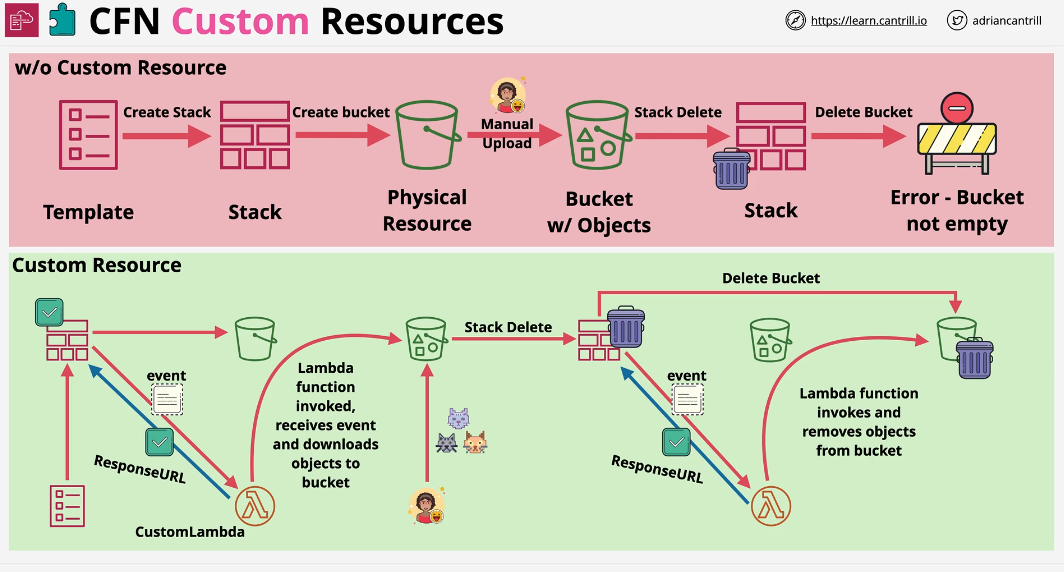 CFN Custom Resources
https://learn.cantrill.io
adriancantrill
w/o Custom Resource
Create Stack
Create bucket
Manual
Upload
Stack Delete
Delete Bucket
Template
Stack
Physical
Resource
Bucket
w/ Objects
Stack
Error - Bucket
not empty
Custom Resource
Delete Bucket
Stack Delete
event
ResponseURL
CustomLambda
Lambda
function
invoked,
receives event
and downloads
objects to
bucket
event
ResponseURL
Lambda function
invokes and
removes objects
from bucket